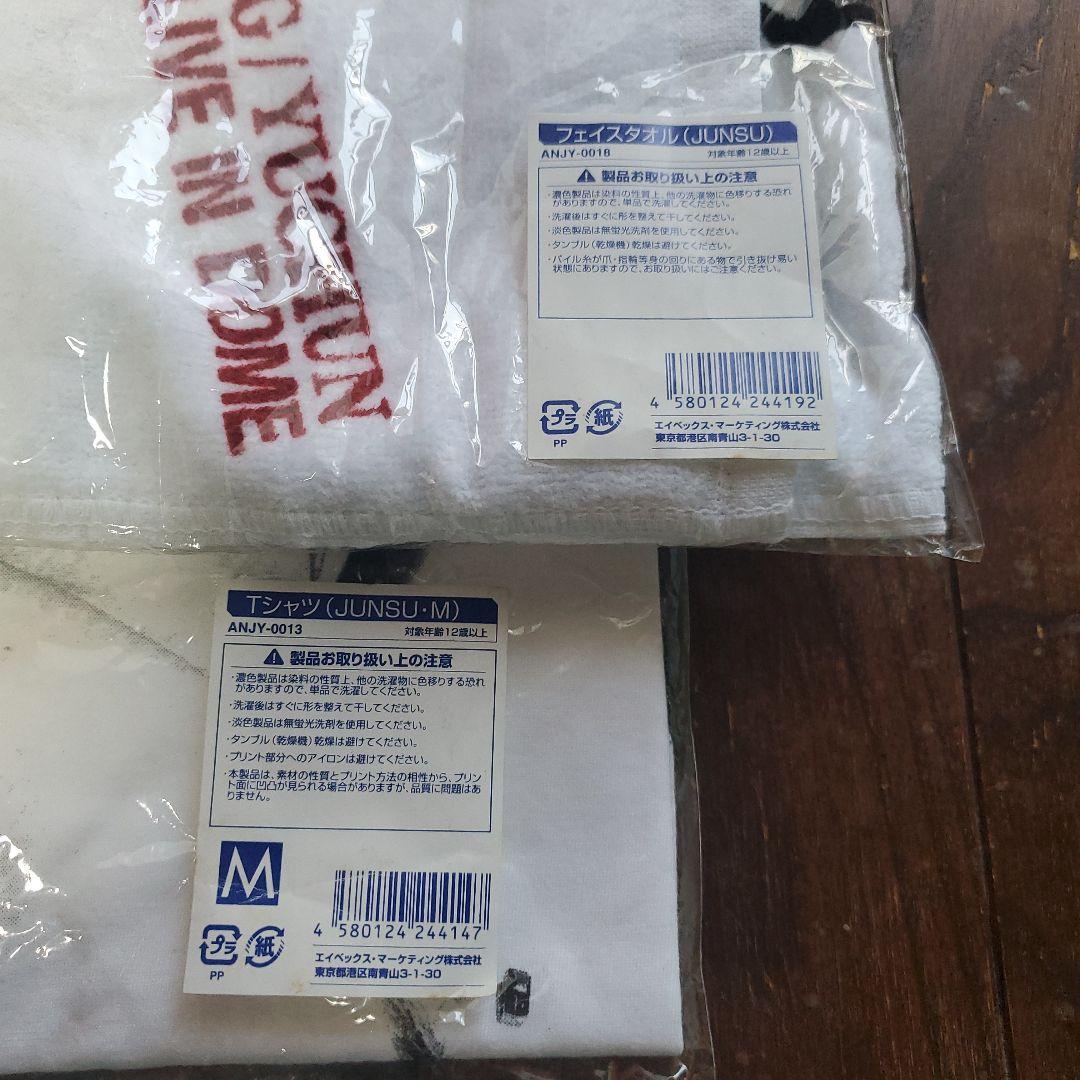 G / YUCHUN
INE IN DOME
フェイスタオル(JUNSU)
ANJY-0018 対象年齢12歳以上
製品お取り扱い上の注意
・濃色製品は染料の性質上、他の洗濯物に色移りする恐れ
がありますので、単品で洗濯してください。
・洗濯後はすぐに形を整えて干してください。
・淡色製品は無蛍光洗剤を使用してください。
・タンブル(乾燥機)乾燥は避けてください。
・パイル糸が爪・指輪等身の回りにある物で引き抜け易い
状態にありますので、お取り扱いにはご注意ください。
4 580124 244192
プラ 紙
PP
エイベックス・マーケティング株式会社
東京都港区南青山3-1-30
Tシャツ(JUNSU・M)
ANJY-0013 対象年齢12歳以上
製品お取り扱い上の注意
・濃色製品は染料の性質上、他の洗濯物に色移りする恐れ
がありますので、単品で洗濯してください。
・洗濯後はすぐに形を整えて干してください。
・淡色製品は無蛍光洗剤を使用してください。
・タンブル(乾燥機)乾燥は避けてください。
・プリント部分へのアイロンは避けてください。
・本製品は、素材の性質とプリント方法の相性から、プリン
ト面に凹凸が見られる場合がありますが、品質に問題はあ
りません。
M
4 580124 244147
プラ 紙
PP
エイベックス・マーケティング株式会社
東京都港区南青山3-1-30